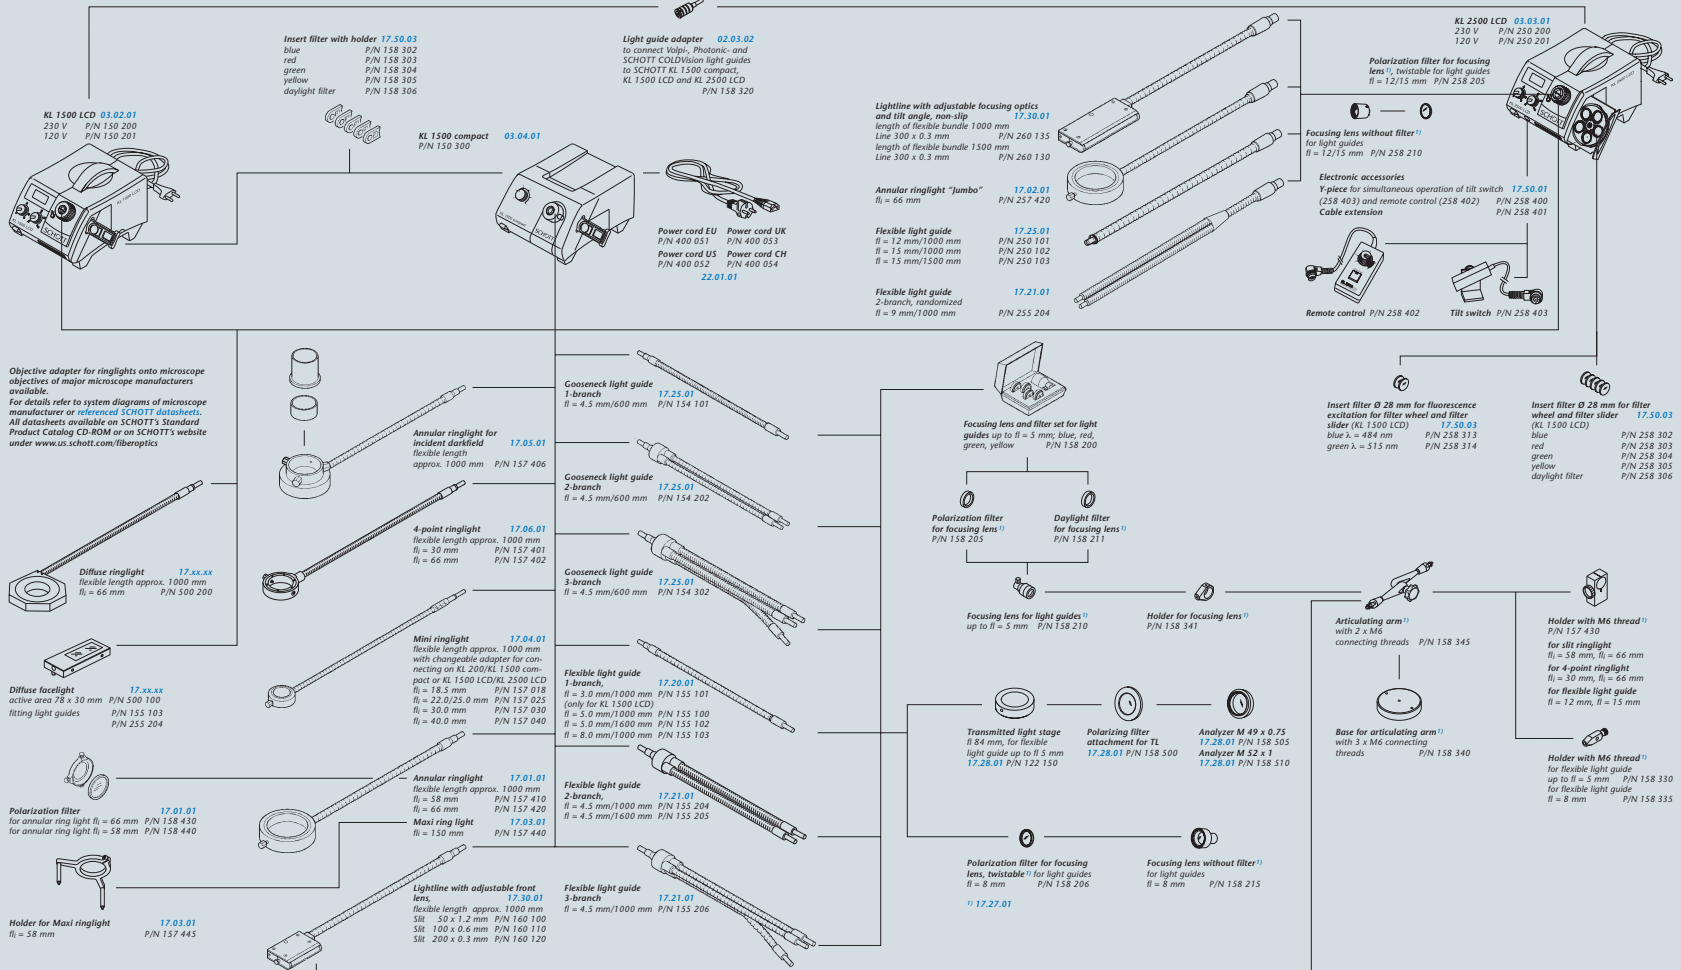 Insert filter with holder 17.50.03
blue P/N 158 302
red P/N 158 303
green P/N 158 304
yellow P/N 158 305
daylight filter P/N 158 306
Light guide adapter 02.03.02
to connect Volpi-, Photonic- and
SCHOTT COLDVision light guides
to SCHOTT KL 1500 compact,
KL 1500 LCD and KL 2500 LCD
P/N 158 320
KL 2500 LCD 03.03.01
230 V P/N 250 200
120 V P/N 250 201
Polarization filter for focusing
lens 1), twistable for light guides
fl = 12/15 mm P/N 258 205
KL 1500 LCD 03.02.01
230 V P/N 150 200
120 V P/N 150 201
KL 1500 compact 03.04.01
P/N 150 300
Lightline with adjustable focusing optics
and tilt angle, non-slip 17.30.01
length of flexible bundle 1000 mm
Line 300 x 0.3 mm P/N 260 135
length of flexible bundle 1500 mm
Line 300 x 0.3 mm P/N 260 130
Focusing lens without filter 1)
for light guides
fl = 12/15 mm P/N 258 210
Electronic accessories
Y-piece for simultaneous operation of tilt switch 17.50.01
(258 403) and remote control (258 402) P/N 258 400
Cable extension P/N 258 401
Annular ringlight "Jumbo" 17.02.01
fli = 66 mm P/N 257 420
Flexible light guide 17.25.01
fl = 12 mm/1000 mm P/N 250 101
fl = 15 mm/1000 mm P/N 250 102
fl = 15 mm/1500 mm P/N 250 103
Flexible light guide 17.21.01
2-branch, randomized
fl = 9 mm/1000 mm P/N 255 204
Power cord EU Power cord UK
P/N 400 051 P/N 400 053
Power cord US Power cord CH
P/N 400 052 P/N 400 054
22.01.01
KL 1500 LCD
SCHOTT
SCHOTT
SCHOTT
Remote control P/N 258 402
Tilt switch P/N 258 403
Objective adapter for ringlights onto microscope
objectives of major microscope manufacturers
available.
For details refer to system diagrams of microscope
manufacturer or referenced SCHOTT datasheets.
All datasheets available on SCHOTT's Standard
Product Catalog CD-ROM or on SCHOTT's website
under www.us.schott.com/fiberoptics
Gooseneck light guide
1-branch 17.25.01
fl = 4.5 mm/600 mm P/N 154 101
Annular ringlight for
incident darkfield 17.05.01
flexible length
approx. 1000 mm P/N 157 406
Gooseneck light guide
2-branch 17.25.01
fl = 4.5 mm/600 mm P/N 154 202
Focusing lens and filter set for light
guides up to fl = 5 mm; blue, red,
green, yellow P/N 158 200
Insert filter Ø 28 mm for fluorescence
excitation for filter wheel and filter
slider (KL 1500 LCD) 17.50.03
blue λ = 484 nm P/N 258 313
green λ = 515 nm P/N 258 314
Insert filter Ø 28 mm for filter
wheel and filter slider 17.50.03
(KL 1500 LCD)
blue P/N 258 302
red P/N 258 303
green P/N 258 304
yellow P/N 258 305
daylight filter P/N 258 306
4-point ringlight 17.06.01
flexible length approx. 1000 mm
fli = 30 mm P/N 157 401
fli = 66 mm P/N 157 402
Polarization filter
for focusing lens 1)
P/N 158 205
Daylight filter
for focusing lens 1)
P/N 158 211
Diffuse ringlight 17.xx.xx
flexible length approx. 1000 mm
fli = 66 mm P/N 500 200
Gooseneck light guide
3-branch 17.25.01
fl = 4.5 mm/600 mm P/N 154 302
Focusing lens for light guides 1)
up to fl = 5 mm P/N 158 210
Holder for focusing lens 1)
P/N 158 341
Articulating arm 1)
with 2 x M6
connecting threads P/N 158 345
Holder with M6 thread 1)
P/N 157 430
for slit ringlight
fli = 58 mm, fli = 66 mm
for 4-point ringlight
fli = 30 mm, fli = 66 mm
for flexible light guide
fl = 12 mm, fl = 15 mm
Mini ringlight 17.04.01
flexible length approx. 1000 mm
with changeable adapter for con-
necting on KL 200/KL 1500 com-
pact or KL 1500 LCD/KL 2500 LCD
fli = 18.5 mm P/N 157 018
fli = 22.0/25.0 mm P/N 157 025
fli = 30.0 mm P/N 157 030
fli = 40.0 mm P/N 157 040
Flexible light guide
1-branch, 17.20.01
fl = 3.0 mm/1000 mm P/N 155 101
(only for KL 1500 LCD)
fl = 5.0 mm/1000 mm P/N 155 100
fl = 5.0 mm/1600 mm P/N 155 102
fl = 8.0 mm/1000 mm P/N 155 103
Diffuse facelight 17.xx.xx
active area 78 x 30 mm P/N 500 100
fitting light guides P/N 155 103
P/N 255 204
Transmitted light stage
fl 84 mm, for flexible
light guide up to fl 5 mm
17.28.01 P/N 122 150
Polarizing filter
attachment for TL
17.28.01 P/N 158 500
Analyzer M 49 x 0.75
17.28.01 P/N 158 505
Analyzer M 52 x 1
17.28.01 P/N 158 510
Base for articulating arm 1)
with 3 x M6 connecting
threads P/N 158 340
Holder with M6 thread 1)
for flexible light guide
up to fl = 5 mm P/N 158 330
for flexible light guide
fl = 8 mm P/N 158 335
Annular ringlight 17.01.01
flexible length approx. 1000 mm
fli = 58 mm P/N 157 410
fli = 66 mm P/N 157 420
Maxi ring light 17.03.01
fli = 150 mm P/N 157 440
Flexible light guide
2-branch, 17.21.01
fl = 4.5 mm/1000 mm P/N 155 204
fl = 4.5 mm/1600 mm P/N 155 205
Polarization filter 17.01.01
for annular ring light fli = 66 mm P/N 158 430
for annular ring light fli = 58 mm P/N 158 440
Polarization filter for focusing
lens, twistable 1) for light guides
fl = 8 mm P/N 158 206
Focusing lens without filter 1)
for light guides
fl = 8 mm P/N 158 215
1) 17.27.01
Holder for Maxi ringlight 17.03.01
fli = 58 mm P/N 157 445
Lightline with adjustable front
lens, 17.30.01
flexible length approx. 1000 mm
Slit 50 x 1.2 mm P/N 160 100
Slit 100 x 0.6 mm P/N 160 110
Slit 200 x 0.3 mm P/N 160 120
Flexible light guide
3-branch 17.21.01
fl = 4.5 mm/1000 mm P/N 155 206